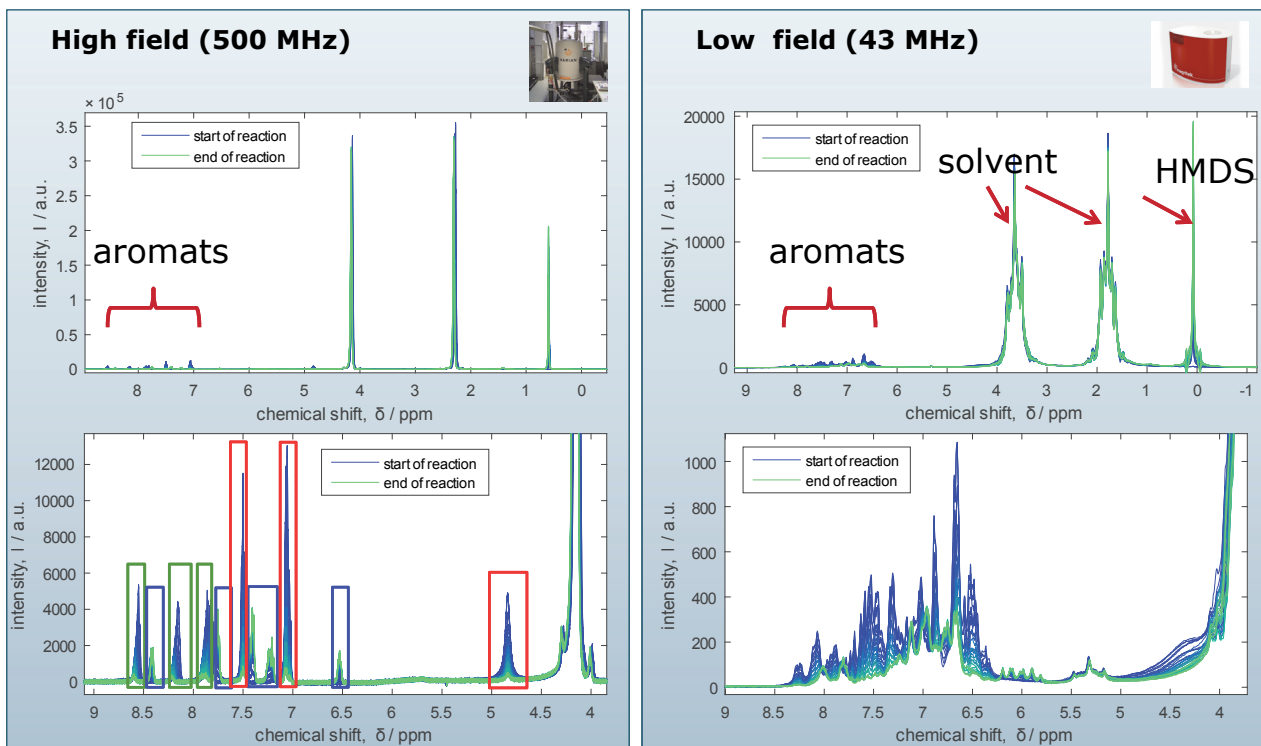 High field (500 MHz)
× 10⁵
3.5
3
2.5
2
1.5
1
0.5
0
intensity, I / a.u.
start of reaction
end of reaction
aromats
8 7 6 5 4 3 2 1 0
chemical shift, δ / ppm
12000
10000
8000
6000
4000
2000
0
intensity, I / a.u.
start of reaction
end of reaction
9 8.5 8 7.5 7 6.5 6 5.5 5 4.5 4
chemical shift, δ / ppm
Low field (43 MHz)
20000
15000
10000
5000
0
intensity, I / a.u.
start of reaction
end of reaction
solvent
HMDS
aromats
9 8 7 6 5 4 3 2 1 0 -1
chemical shift, δ / ppm
1000
800
600
400
200
0
intensity, I / a.u.
start of reaction
end of reaction
9 8.5 8 7.5 7 6.5 6 5.5 5 4.5 4
chemical shift, δ / ppm